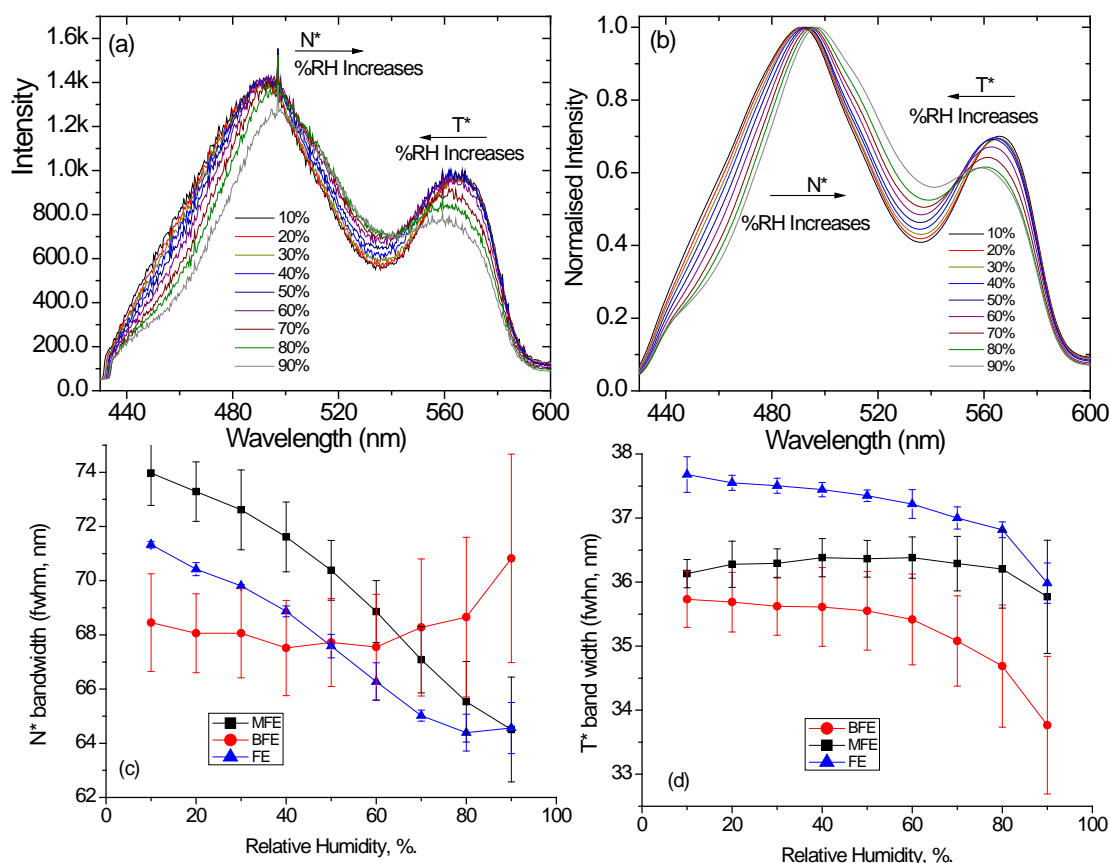 (a)
N*
%RH Increases
T*
%RH Increases
1.6k
1.4k
1.2k
1.0k
800.0
600.0
400.0
200.0
0.0
Intensity
10%
20%
30%
40%
50%
60%
70%
80%
90%
440 480 520 560 600
Wavelength (nm)
(b)
T*
%RH Increases
N*
%RH Increases
1.0
0.8
0.6
0.4
0.2
0.0
Normalised Intensity
10%
20%
30%
40%
50%
60%
70%
80%
90%
440 480 520 560 600
Wavelength (nm)
74
72
70
68
66
64
62
N* bandwidth (fwhm, nm)
MFE
BFE
FE
(c)
0 20 40 60 80 100
Relative Humidity, %.
38
37
36
35
34
33
T* band width (fwhn, nm)
BFE
MFE
FE
(d)
0 20 40 60 80 100
Relative Humidity, %.